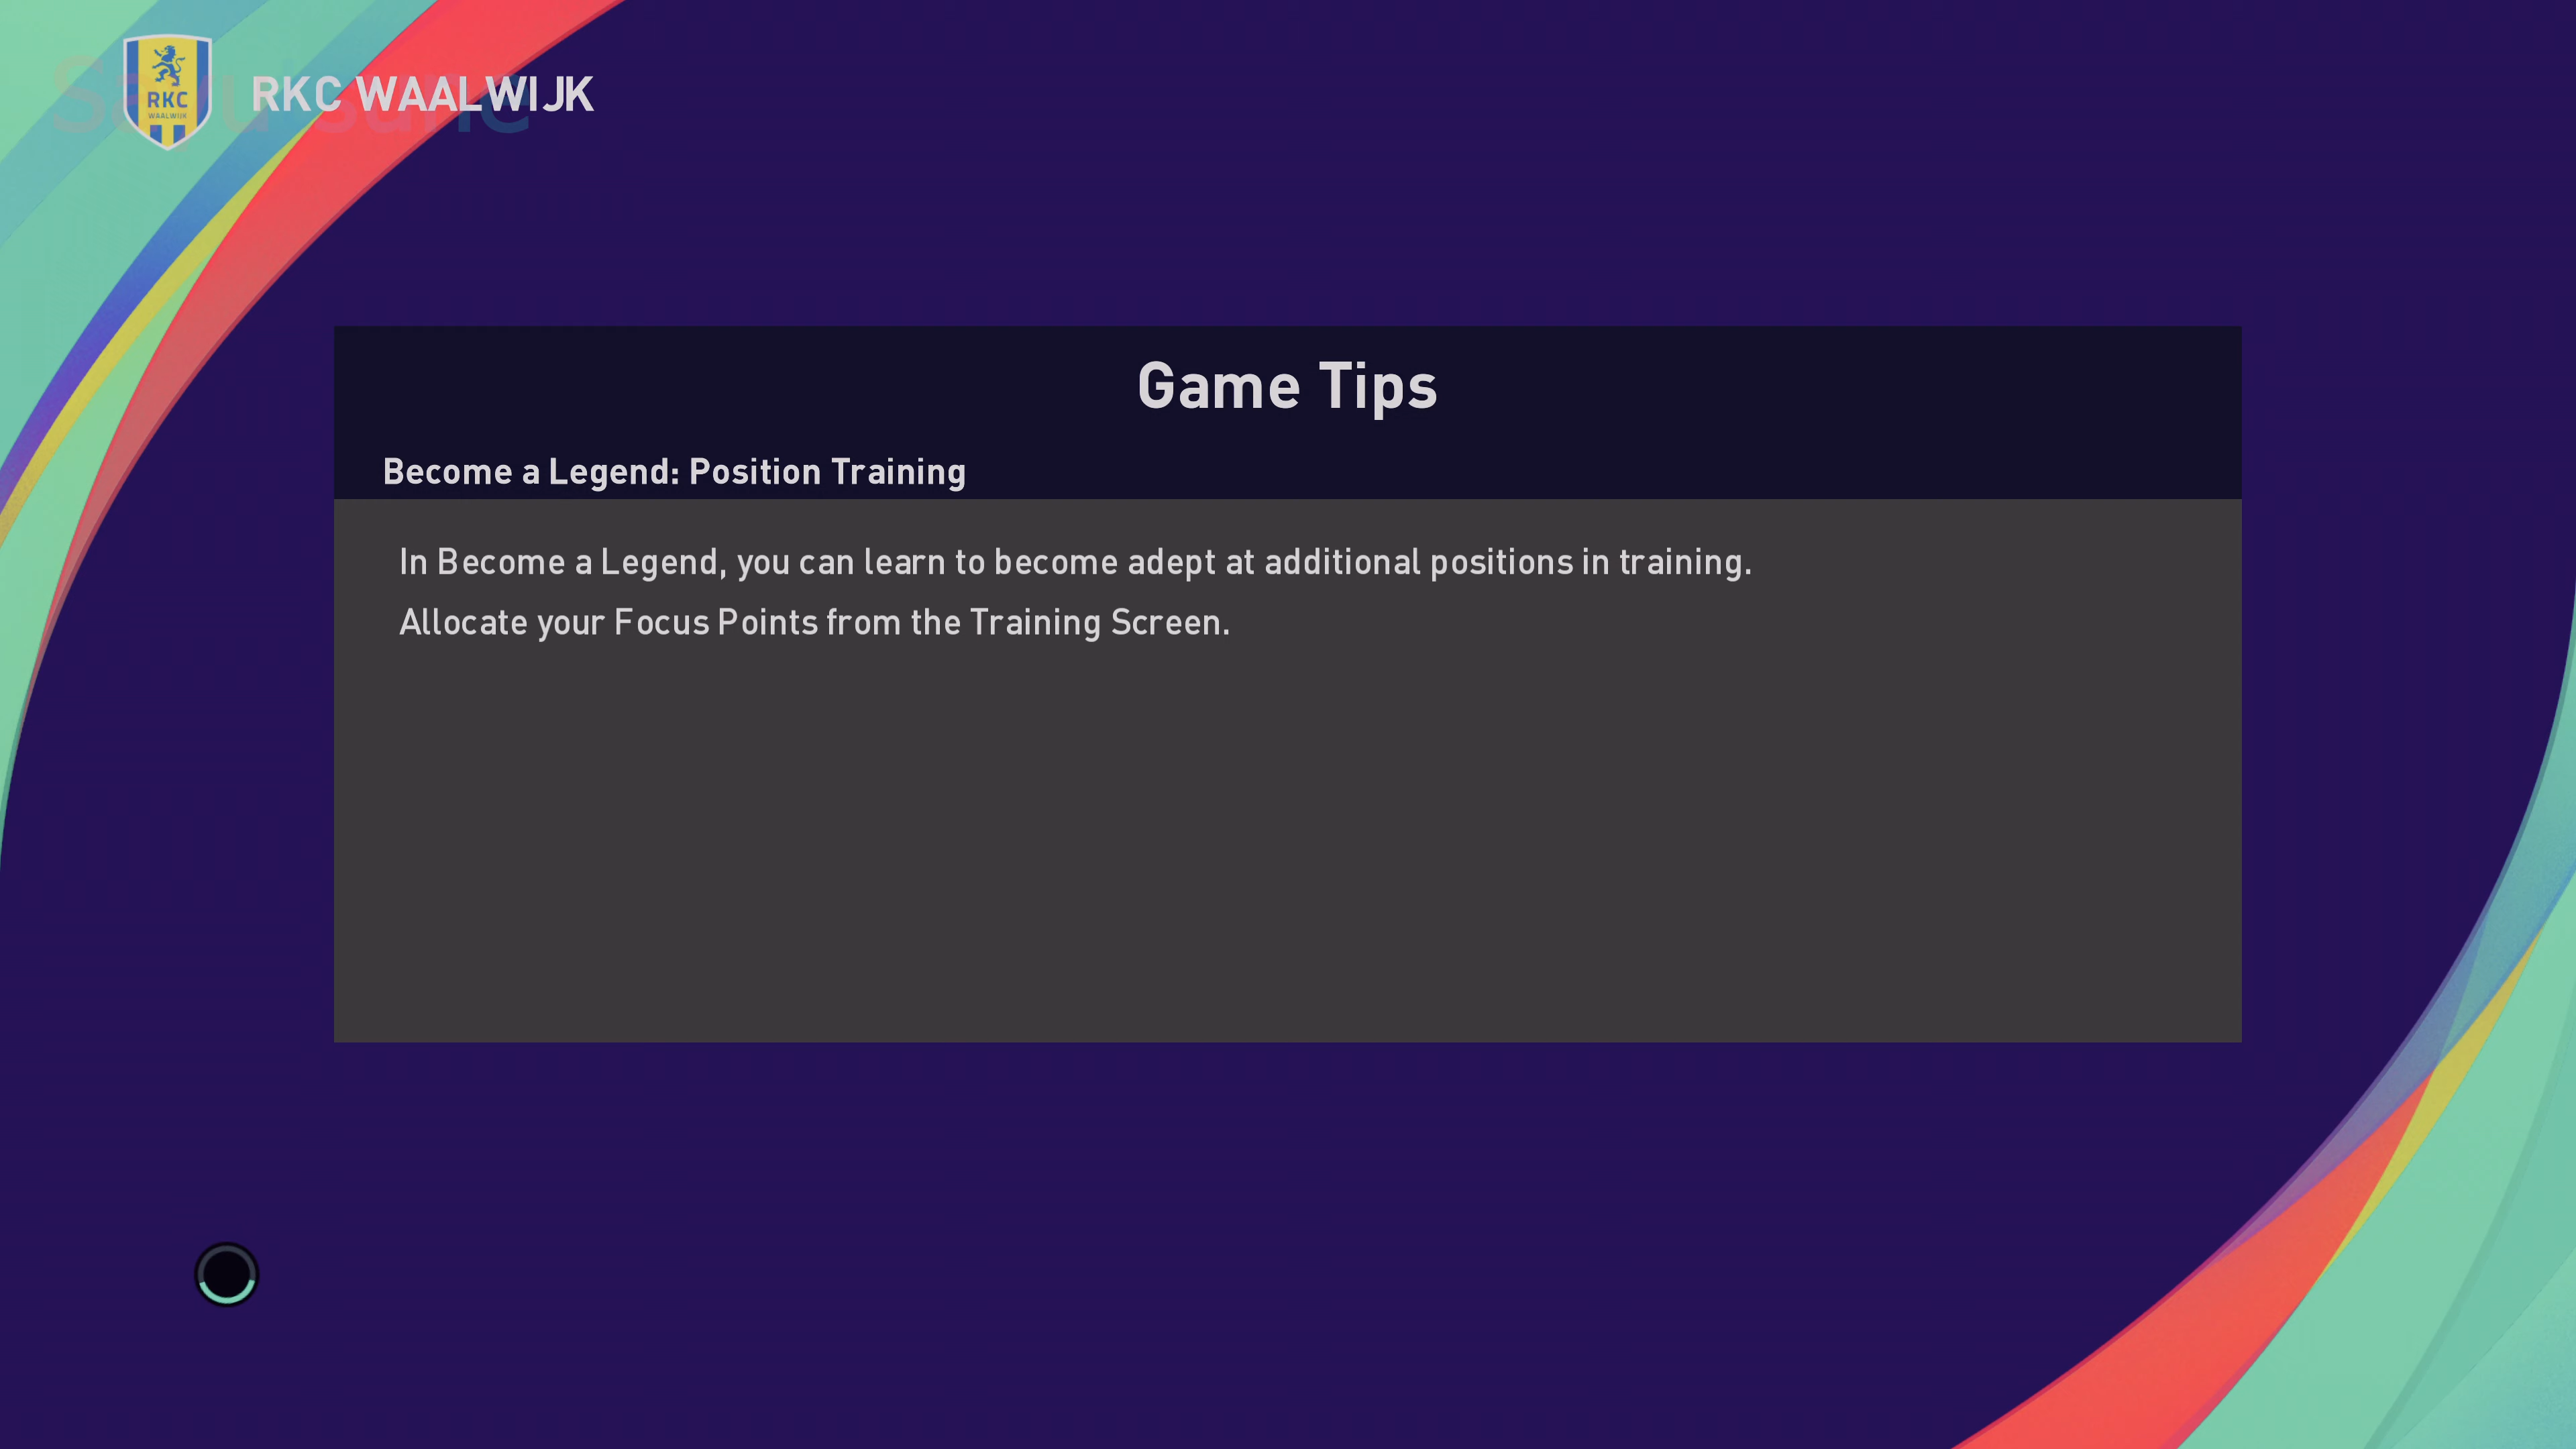 RKC WAALWIJK
RKC
WAALWIJK
Game Tips
Become a Legend: Position Training
In Become a Legend, you can learn to become adept at additional positions in training.
Allocate your Focus Points from the Training Screen.